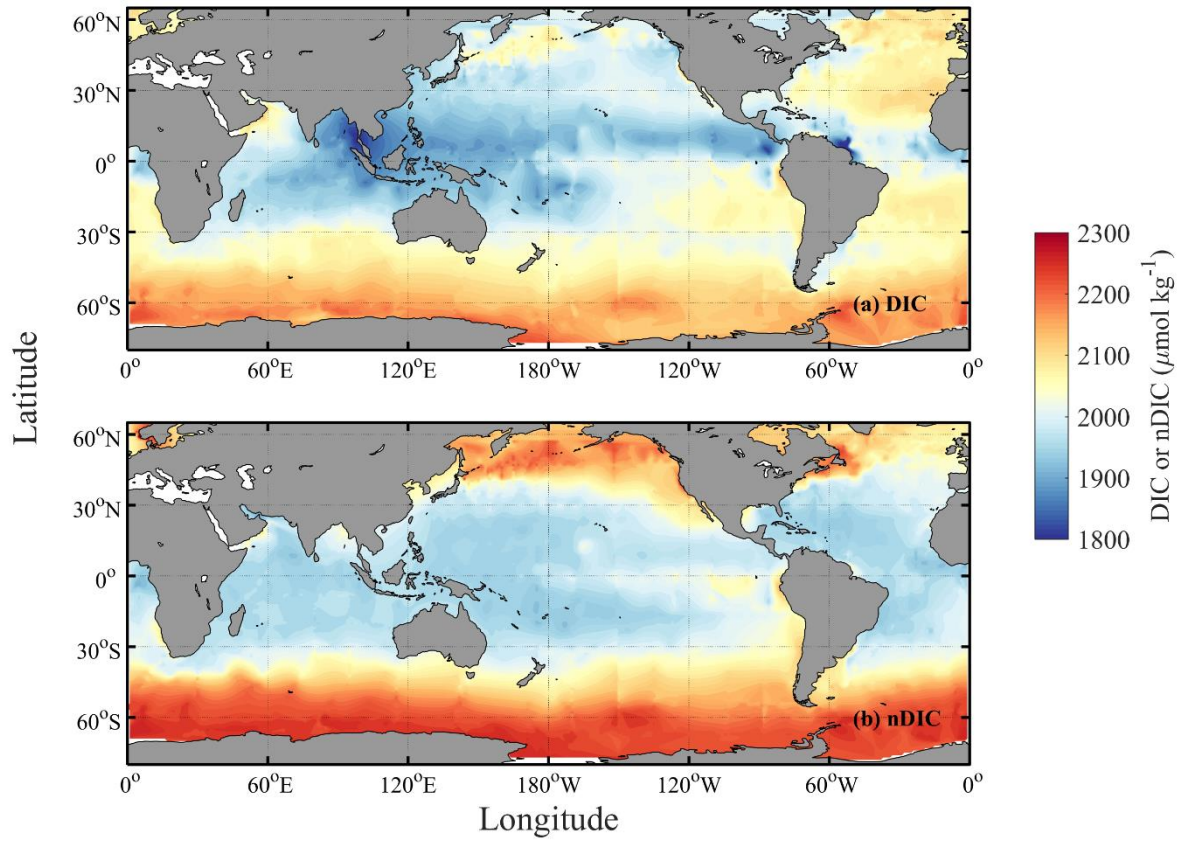 60°N
30°N
0°
30°S
60°S
(a) DIC
0° 60°E 120°E 180°W 120°W 60°W 0°
60°N
30°N
0°
30°S
60°S
(b) nDIC
0° 60°E 120°E 180°W 120°W 60°W 0°
Latitude
Longitude
2300
2200
2100
2000
1900
1800
DIC or nDIC (μmol kg⁻¹)